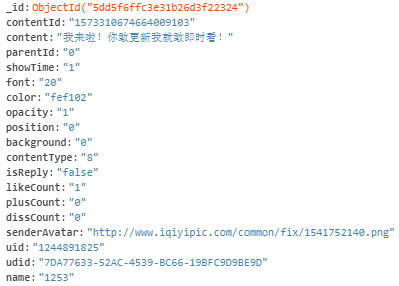 _id: ObjectId("5dd5f6ffc3e31b26d3f22324")
contentId: "1573310674664009103"
content: "我来啦！你敢更新我就敢即时看！"
parentId: "0"
showTime: "1"
font: "20"
color: "fef102"
opacity: "1"
position: "0"
background: "0"
contentType: "8"
isReply: "false"
likeCount: "1"
plusCount: "0"
dissCount: "0"
senderAvatar: "http://www.iqiyipic.com/common/fix/1541752140.png"
uid: "1244891825"
udid: "7DA77633-52AC-4539-BC66-19BFC9D9BE9D"
name: "1253"